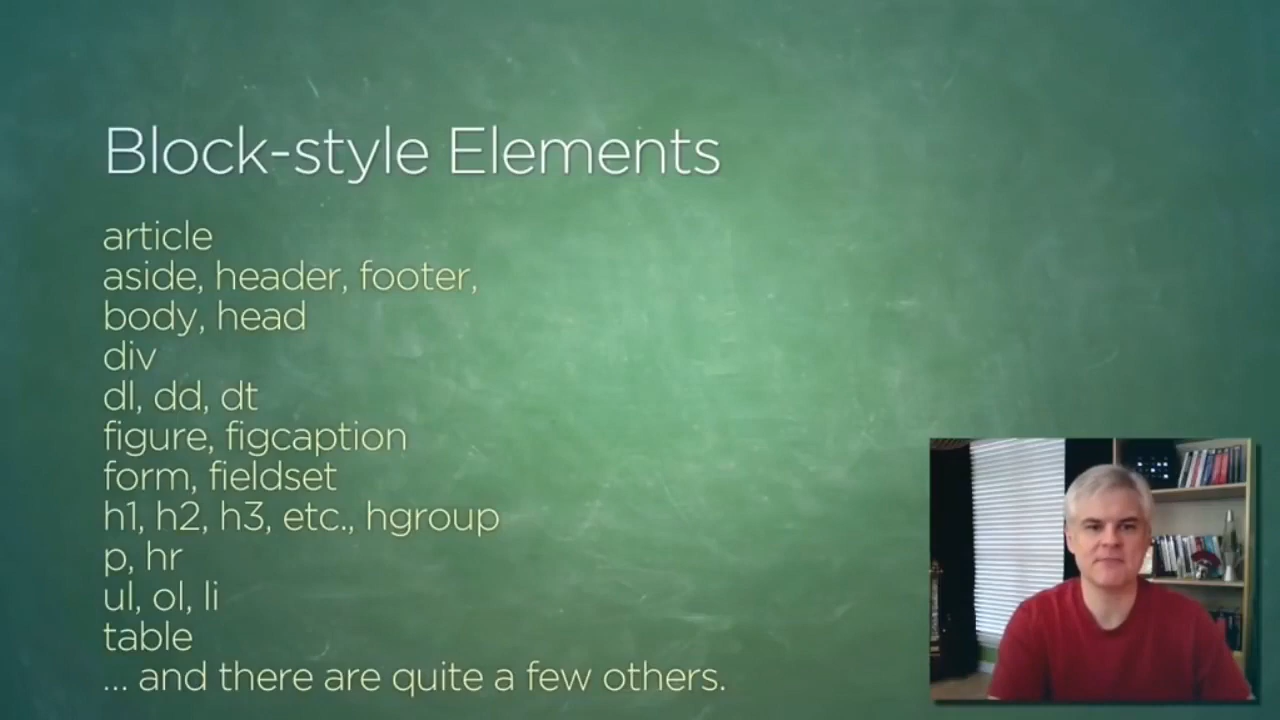 Block-style Elements
article
aside, header, footer,
body, head
div
dl, dd, dt
figure, figcaption
form, fieldset
h1, h2, h3, etc., hgroup
p, hr
ul, ol, li
table
... and there are quite a few others.